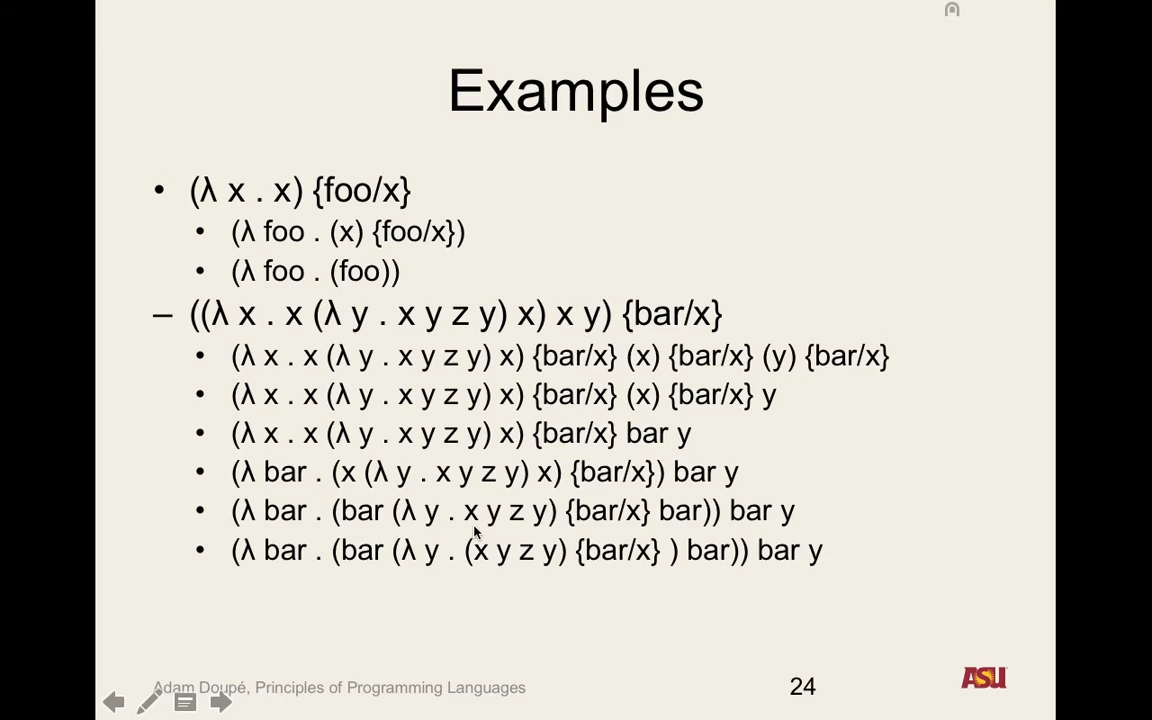 Examples
• (λ x . x) {foo/x}
• (λ foo . (x) {foo/x})
• (λ foo . (foo))
– ((λ x . x (λ y . x y z y) x) x y) {bar/x}
• (λ x . x (λ y . x y z y) x) {bar/x} (x) {bar/x} (y) {bar/x}
• (λ x . x (λ y . x y z y) x) {bar/x} (x) {bar/x} y
• (λ x . x (λ y . x y z y) x) {bar/x} bar y
• (λ bar . (x (λ y . x y z y) x) {bar/x}) bar y
• (λ bar . (bar (λ y . x y z y) {bar/x} bar)) bar y
• (λ bar . (bar (λ y . (x y z y) {bar/x} ) bar)) bar y
Adam Doupé, Principles of Programming Languages
24
ASU